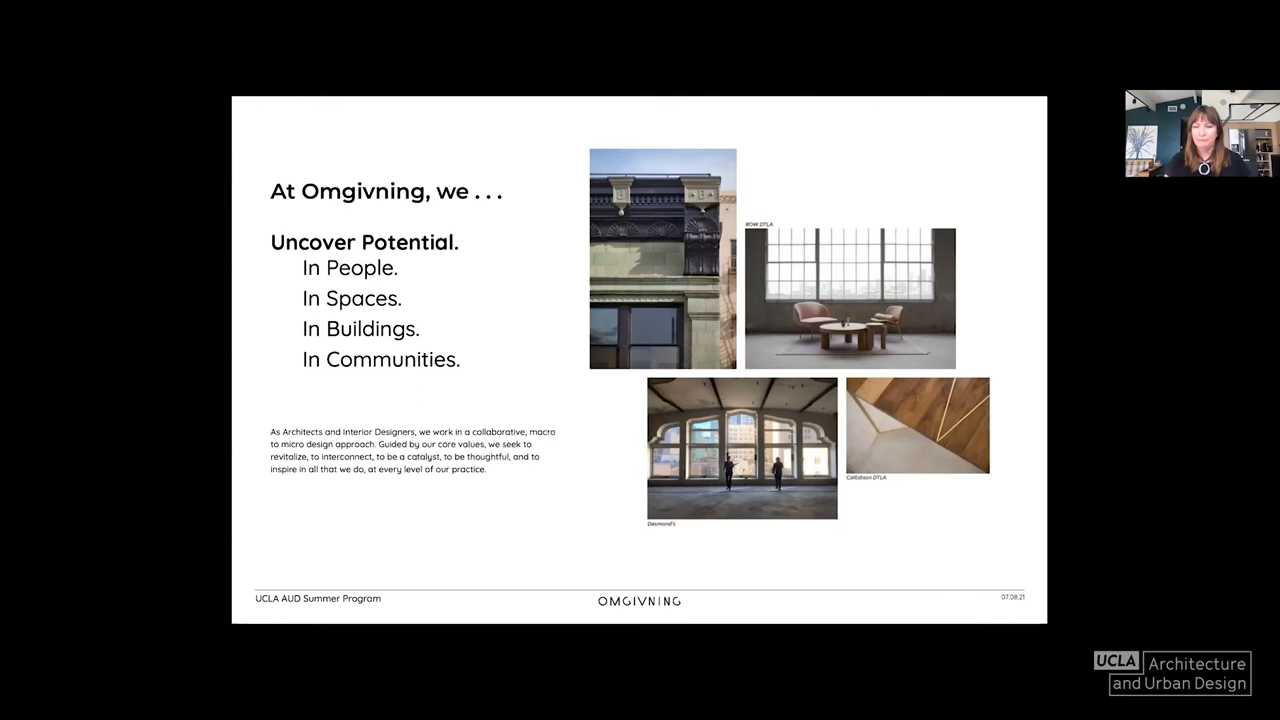 At Omgivning, we . . .
Uncover Potential.
In People.
In Spaces.
In Buildings.
In Communities.
As Architects and Interior Designers, we work in a collaborative, macro
to micro design approach. Guided by our core values, we seek to
revitalize, to interconnect, to be a catalyst, to be thoughtful, and to
inspire in all that we do, at every level of our practice.
ROW DTLA
Desmond's
CalEdison DTLA
UCLA AUD Summer Program
OMGIVNING
07.08.21
UCLA Architecture
and Urban Design